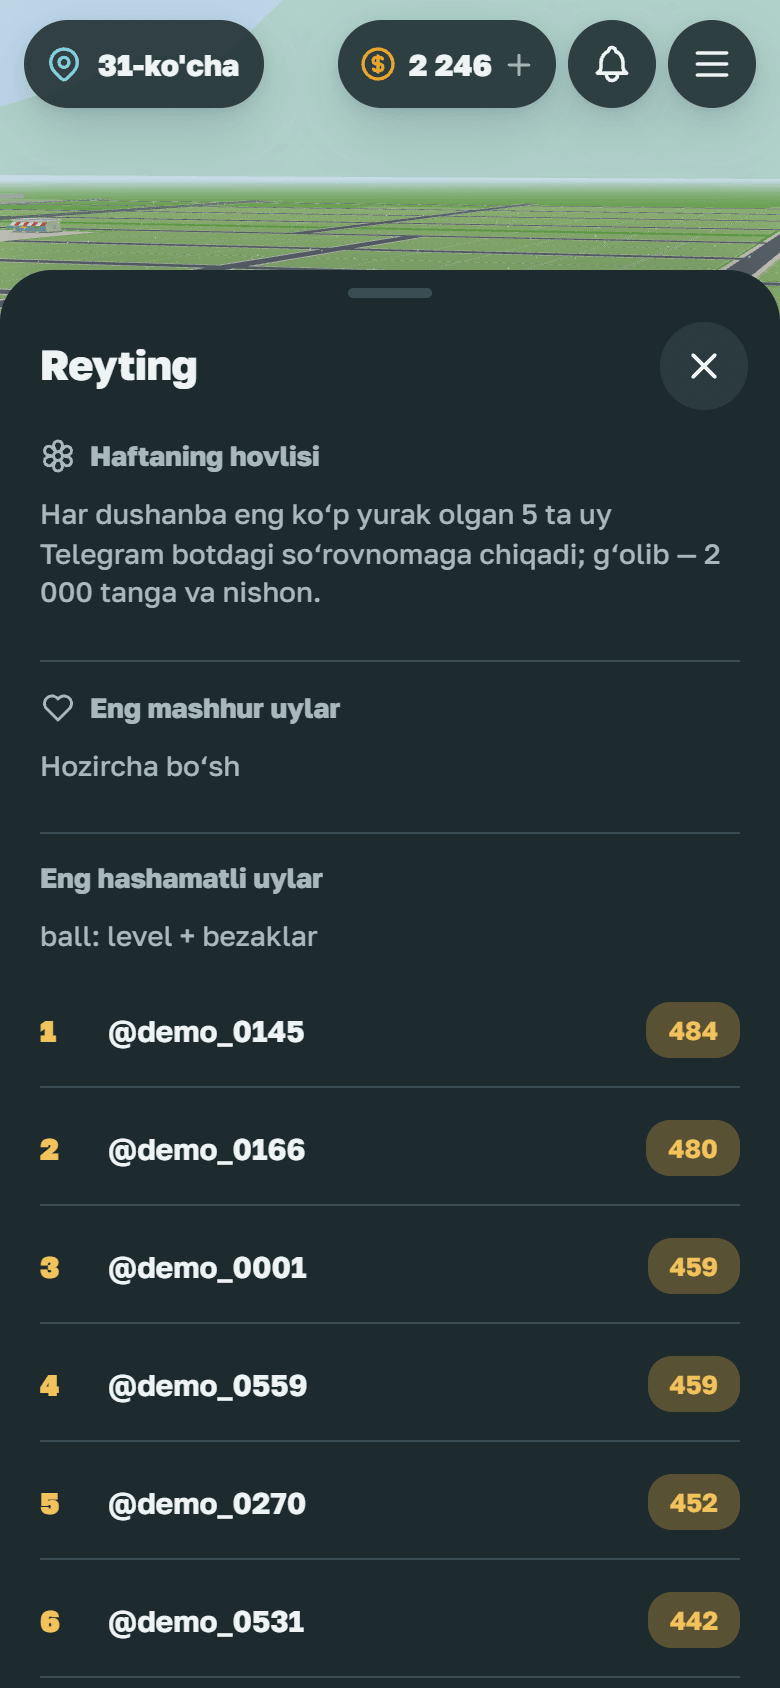 31-ko'cha
2 246
Reyting
Haftaning hovlisi
Har dushanba eng ko‘p yurak olgan 5 ta uy
Telegram botdagi so‘rovnomaga chiqadi; g‘olib — 2
000 tanga va nishon.
Eng mashhur uylar
Hozircha bo‘sh
Eng hashamatli uylar
ball: level + bezaklar
1 @demo_0145 484
2 @demo_0166 480
3 @demo_0001 459
4 @demo_0559 459
5 @demo_0270 452
6 @demo_0531 442